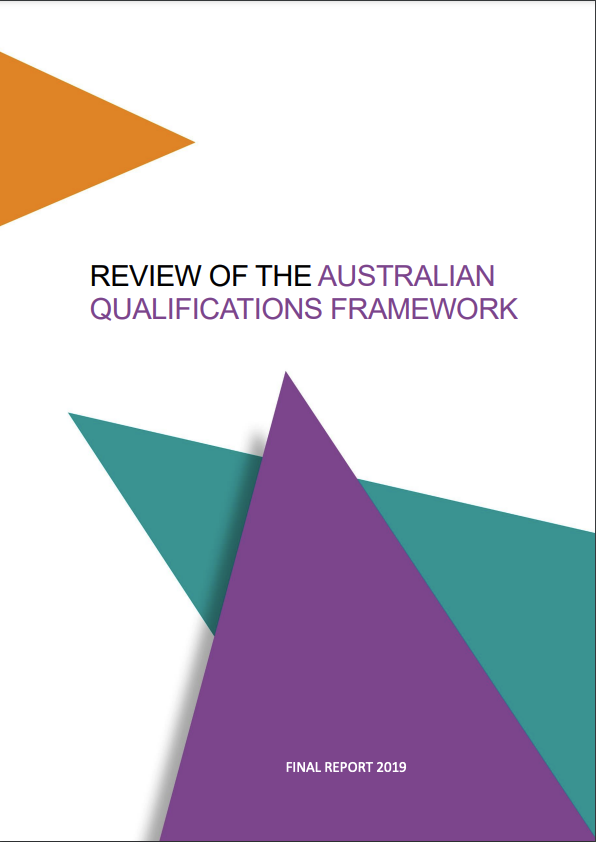 REVIEW OF THE AUSTRALIAN
QUALIFICATIONS FRAMEWORK
FINAL REPORT 2019